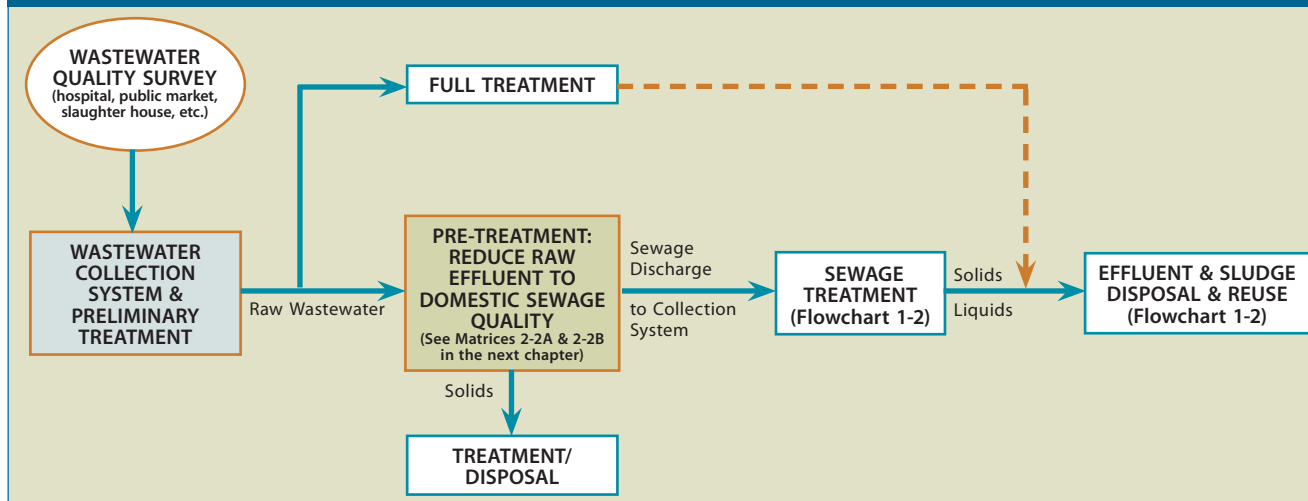 WASTEWATER
QUALITY SURVEY
(hospital, public market,
slaughter house, etc.)
FULL TREATMENT
WASTEWATER
COLLECTION
SYSTEM &
PRELIMINARY
TREATMENT
Raw Wastewater
PRE-TREATMENT:
REDUCE RAW
EFFLUENT TO
DOMESTIC SEWAGE
QUALITY
(See Matrices 2-2A & 2-2B
in the next chapter)
Sewage
Discharge
to Collection
System
SEWAGE
TREATMENT
(Flowchart 1-2)
Solids
Liquids
EFFLUENT & SLUDGE
DISPOSAL & REUSE
(Flowchart 1-2)
Solids
TREATMENT/
DISPOSAL